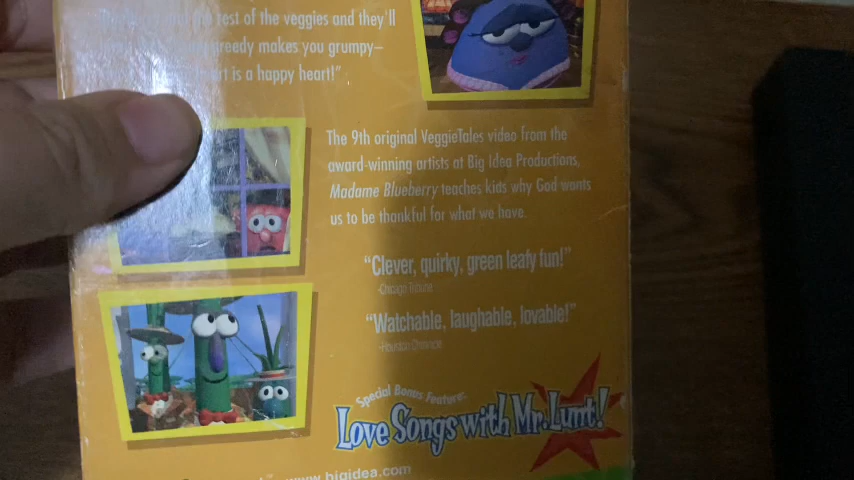 rest of the veggies and they'll
greedy makes you grumpy–
is a happy heart!"
The 9th original VeggieTales video from the
award-winning artists at Big Idea Productions,
Madame Blueberry teaches kids why God wants
us to be thankful for what we have.
"Clever, quirky, green leafy fun!"
-Chicago Tribune
"Watchable, laughable, lovable!"
-Houston Chronicle
Special Bonus Feature-
Love Songs with Mr. Lunt!
www.bigidea.com